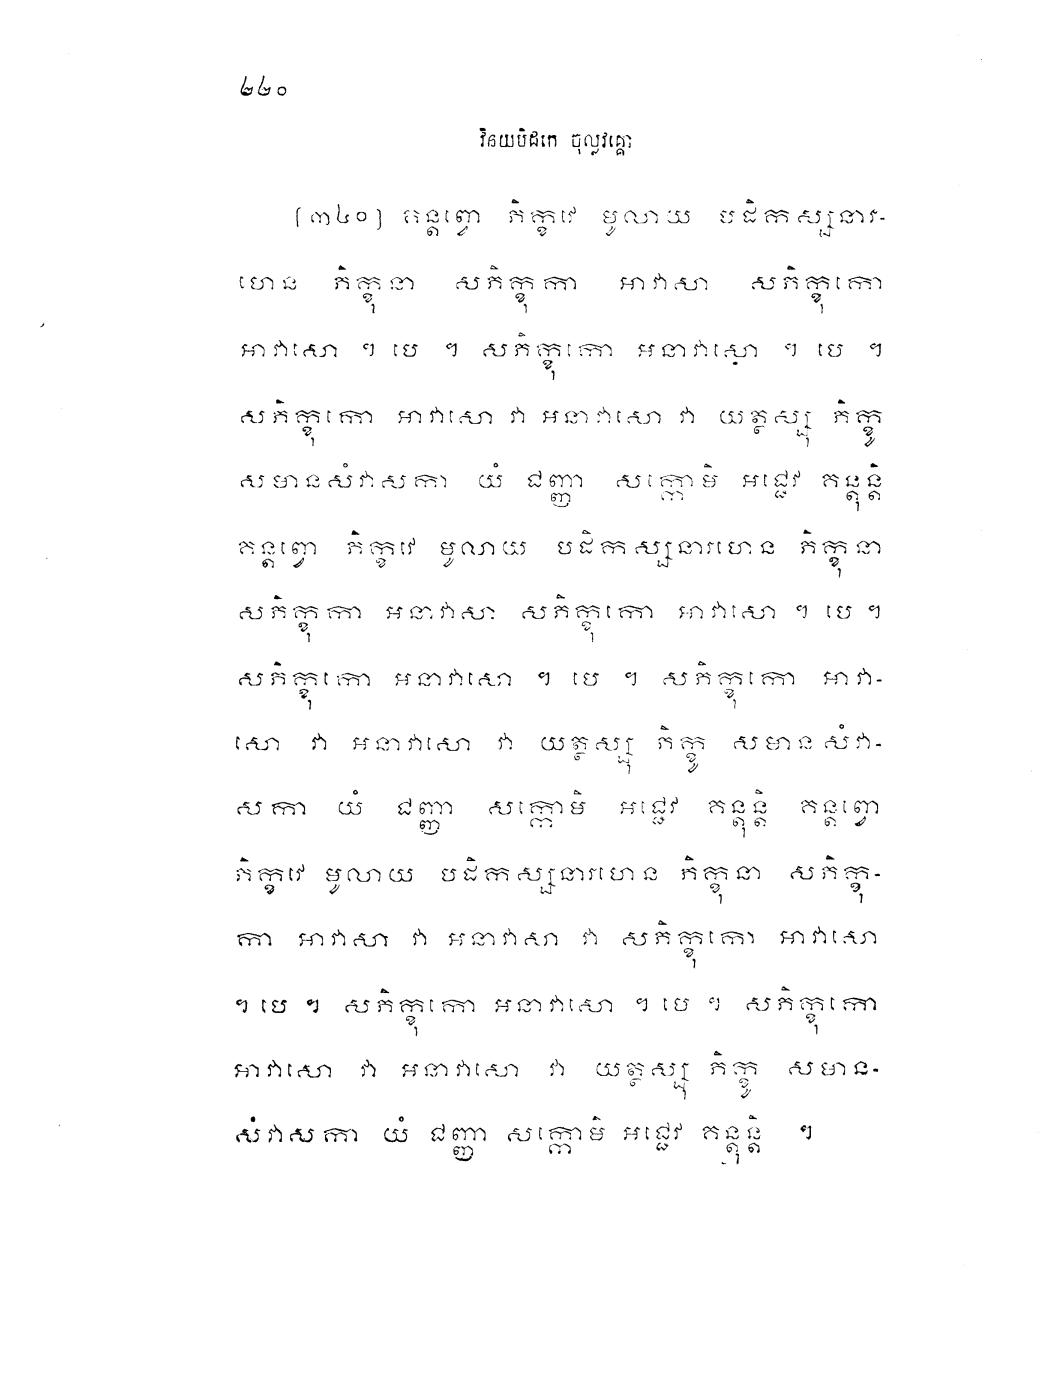 ២២០
វិនយបិដកេ ចុល្លវគ្គោ
(៣៤០) គន្តព្វោ ភិក្ខវេ មូលាយ បដិកស្សនារ-
ហេន ភិក្ខុនា សភិក្ខុកា អាវាសា សភិក្ខុកោ
អាវាសោ ។ បេ ។ សភិក្ខុកោ អនាវាសោ ។ បេ ។
សភិក្ខុកោ អាវាសោ វា អនាវាសោ វា យត្ថស្សុ ភិក្ខូ
សមានសំវាសកា យំ ជញ្ញា សក្កោមិ អជ្ជេវ គន្តុន្តិ
គន្តព្វោ ភិក្ខវេ មូលាយ បដិកស្សនារហេន ភិក្ខុនា
សភិក្ខុកា អនាវាសា សភិក្ខុកោ អាវាសោ ។ បេ ។
សភិក្ខុកោ អនាវាសោ ។ បេ ។ សភិក្ខុកោ អាវា-
សោ វា អនាវាសោ វា យត្ថស្សុ ភិក្ខូ សមានសំវា-
សកា យំ ជញ្ញា សក្កោមិ អជ្ជេវ គន្តុន្តិ គន្តព្វោ
ភិក្ខវេ មូលាយ បដិកស្សនារហេន ភិក្ខុនា សភិក្ខុ-
កា អាវាសា វា អនាវាសា វា សភិក្ខុកោ អាវាសោ
។ បេ ។ សភិក្ខុកោ អនាវាសោ ។ បេ ។ សភិក្ខុកោ
អាវាសោ វា អនាវាសោ វា យត្ថស្សុ ភិក្ខូ សមាន-
សំវាសកា យំ ជញ្ញា សក្កោមិ អជ្ជេវ គន្តុន្តិ ។